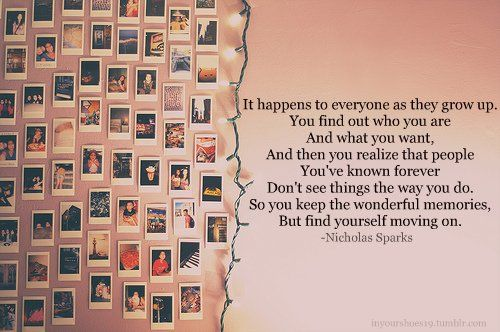 It happens to everyone as they grow up.
You find out who you are
And what you want,
And then you realize that people
You've known forever
Don't see things the way you do.
So you keep the wonderful memories,
But find yourself moving on.
-Nicholas Sparks
inyourshoes19.tumblr.com